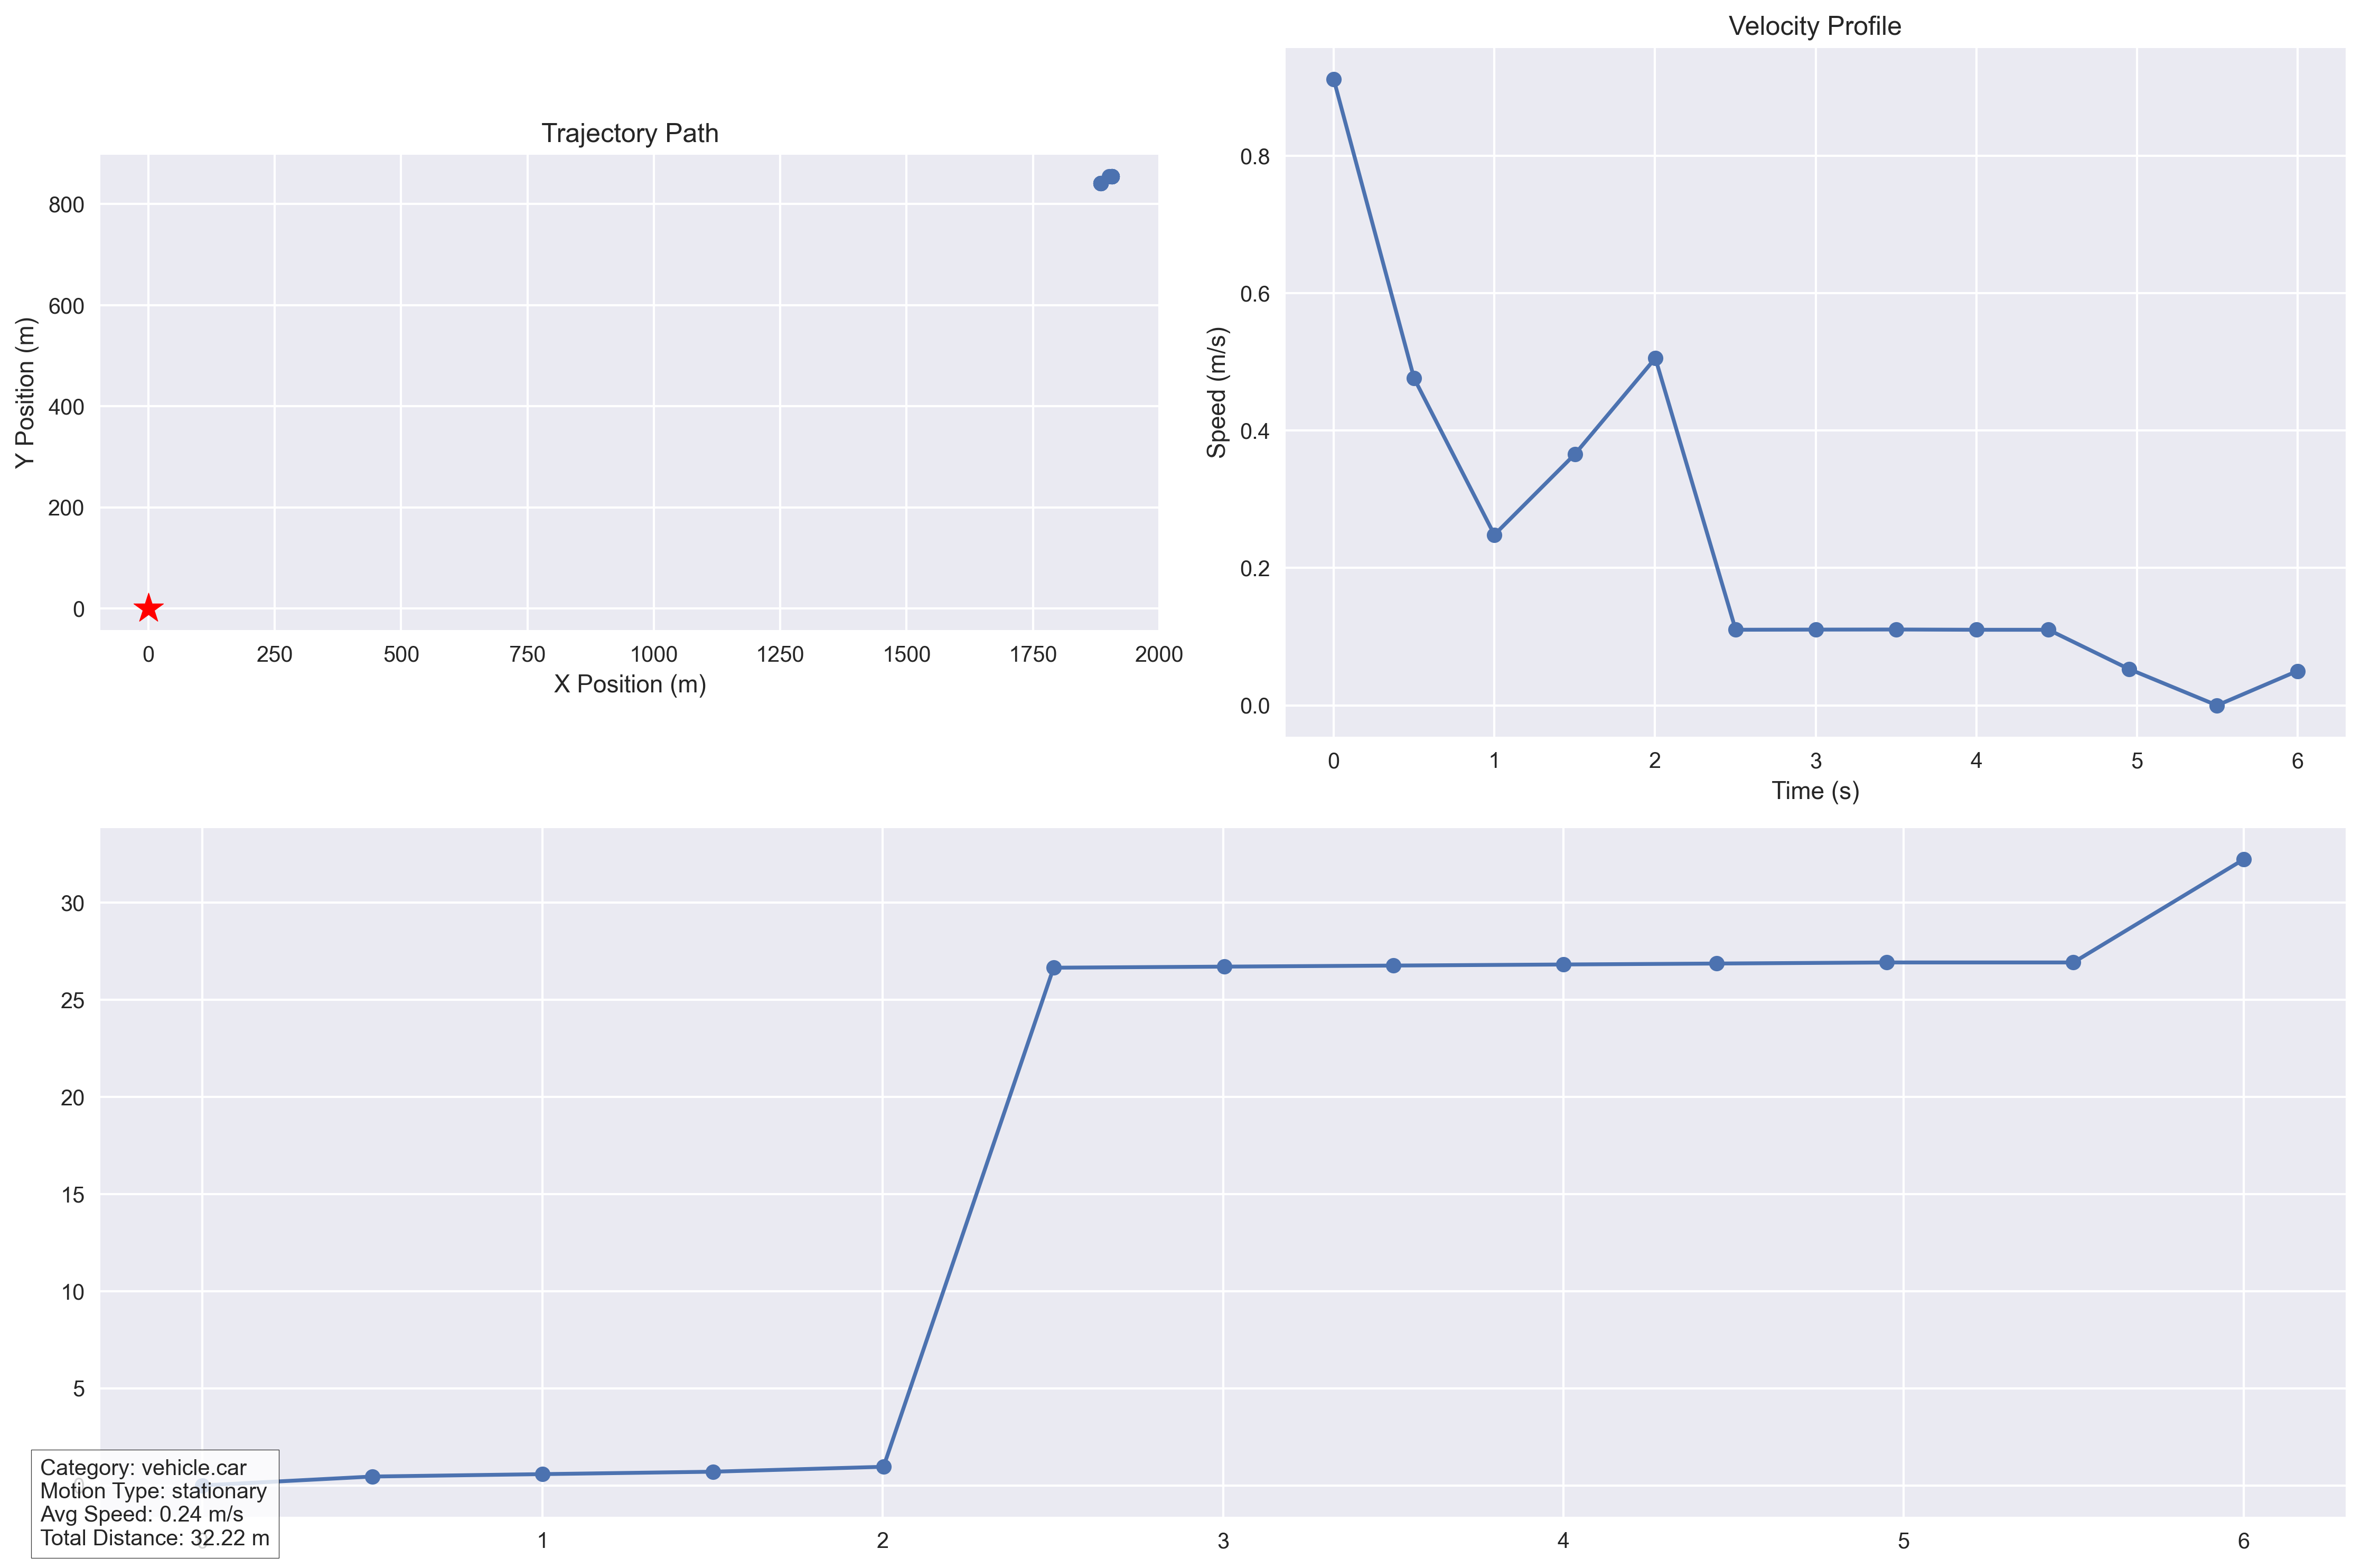 Trajectory Path
Y Position (m)
800
600
400
200
0
0 250 500 750 1000 1250 1500 1750 2000
X Position (m)
Velocity Profile
Speed (m/s)
0.8
0.6
0.4
0.2
0.0
0 1 2 3 4 5 6
Time (s)
30
25
20
15
10
5
0
0 1 2 3 4 5 6
Category: vehicle.car
Motion Type: stationary
Avg Speed: 0.24 m/s
Total Distance: 32.22 m